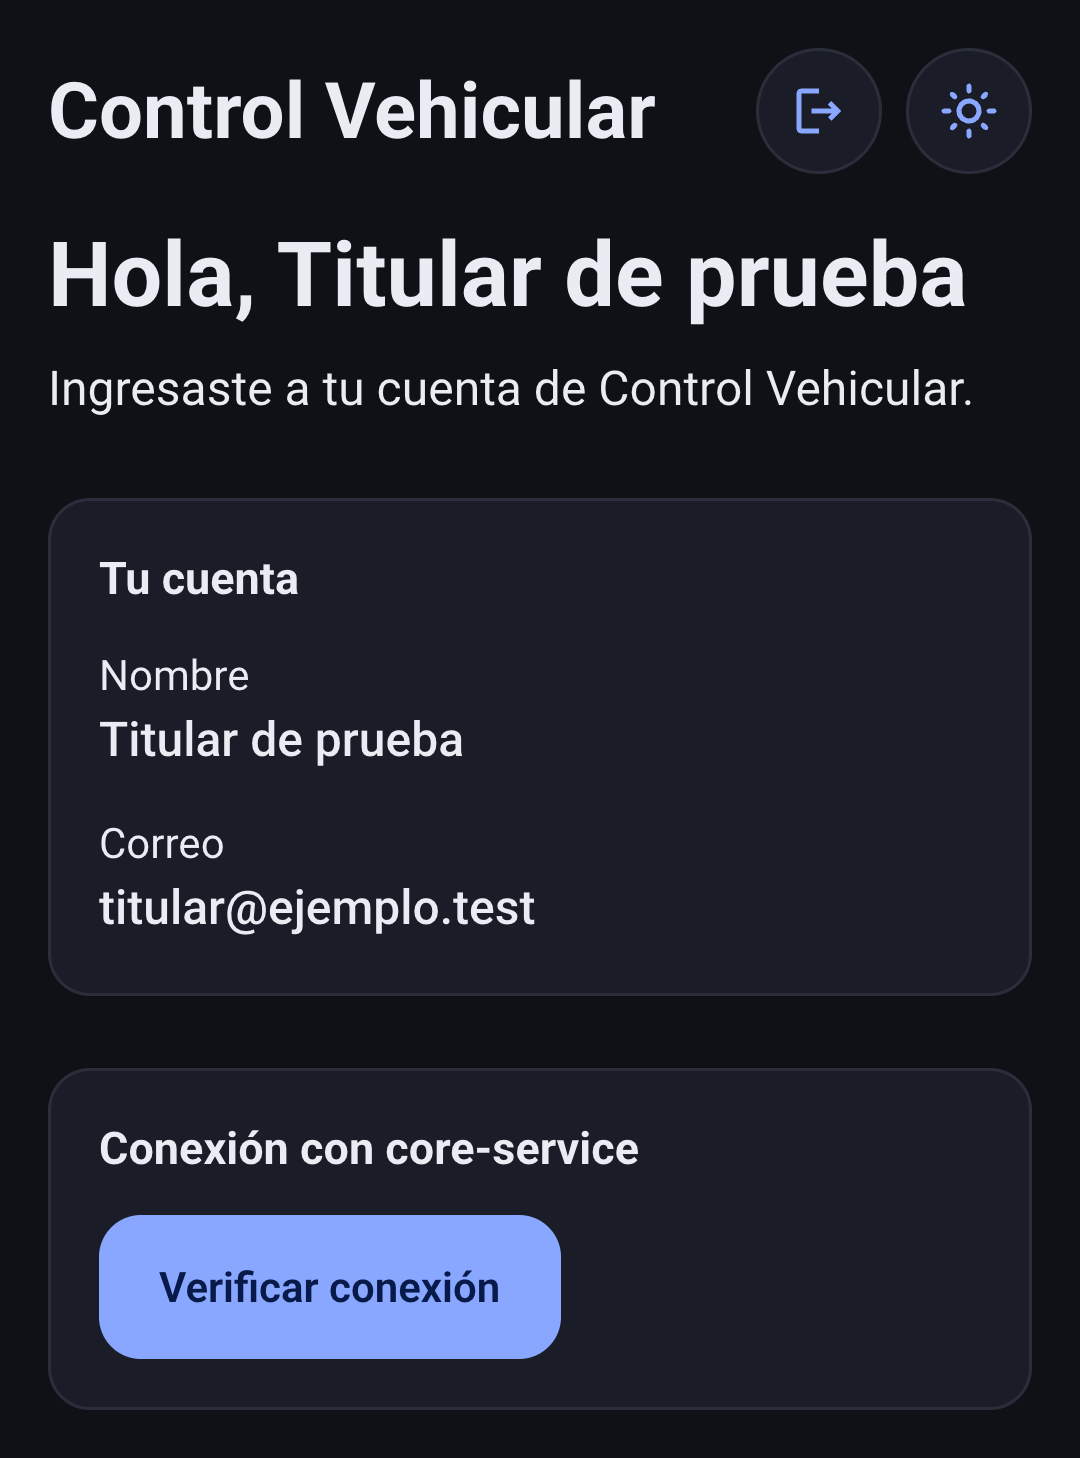 Control Vehicular
Hola, Titular de prueba
Ingresaste a tu cuenta de Control Vehicular.
Tu cuenta
Nombre
Titular de prueba
Correo
titular@ejemplo.test
Conexión con core-service
Verificar conexión